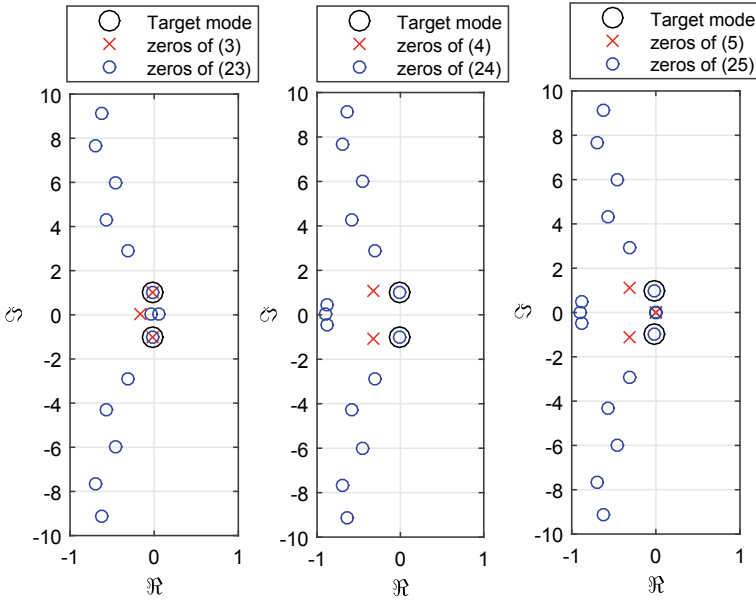 Target mode
zeros of (3)
zeros of (23)
10
8
6
4
2
0
-2
-4
-6
-8
-10
-1
0
1
ℑ
ℜ
Target mode
zeros of (4)
zeros of (24)
10
8
6
4
2
0
-2
-4
-6
-8
-10
-1
0
1
ℑ
ℜ
Target mode
zeros of (5)
zeros of (25)
10
8
6
4
2
0
-2
-4
-6
-8
-10
-1
0
1
ℑ
ℜ